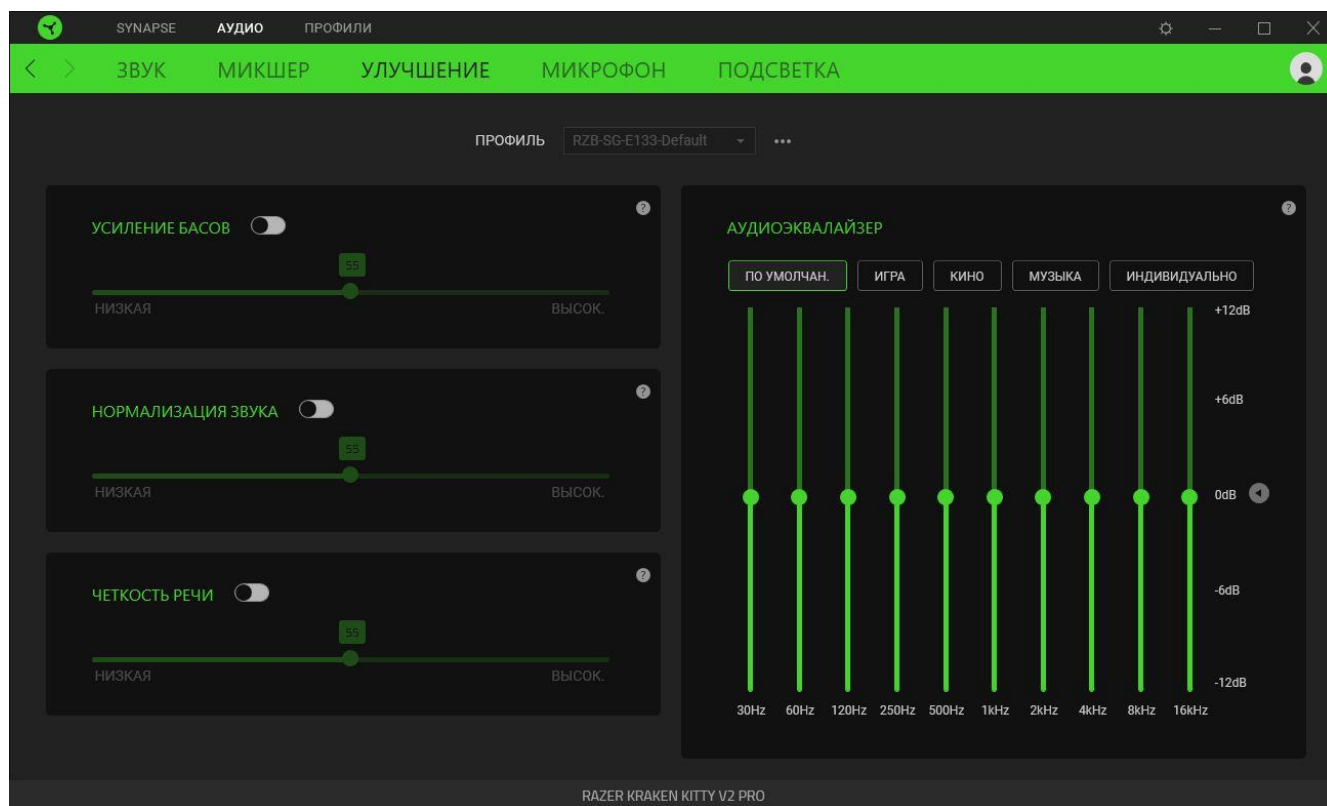 SYNAPSE АУДИО ПРОФИЛИ
ЗВУК МИКШЕР УЛУЧШЕНИЕ МИКРОФОН ПОДСВЕТКА
ПРОФИЛЬ RZB-SG-E133-Default
УСИЛЕНИЕ БАСОВ
55
НИЗКАЯ ВЫСОК.
НОРМАЛИЗАЦИЯ ЗВУКА
55
НИЗКАЯ ВЫСОК.
ЧЕТКОСТЬ РЕЧИ
55
НИЗКАЯ ВЫСОК.
АУДИОЭКВАЛАЙЗЕР
ПО УМОЛЧАН. ИГРА КИНО МУЗЫКА ИНДИВИДУАЛЬНО
+12dB
+6dB
0dB
-6dB
-12dB
30Hz 60Hz 120Hz 250Hz 500Hz 1kHz 2kHz 4kHz 8kHz 16kHz
RAZER KRAKEN KITTY V2 PRO